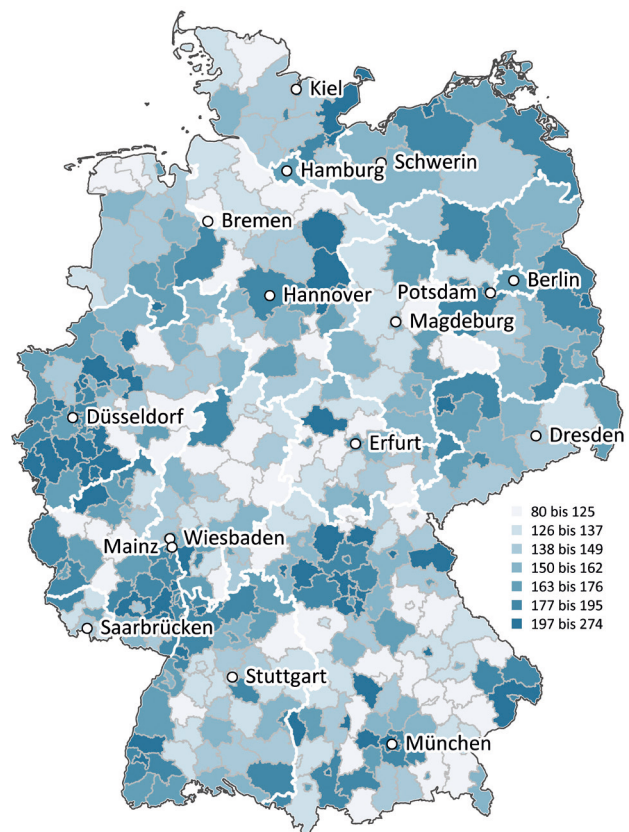 Kiel
Hamburg
Schwerin
Bremen
Berlin
Hannover
Potsdam
Magdeburg
Düsseldorf
Erfurt
Dresden
80 bis 125
126 bis 137
138 bis 149
150 bis 162
163 bis 176
177 bis 195
197 bis 274
Wiesbaden
Mainz
Saarbrücken
Stuttgart
München